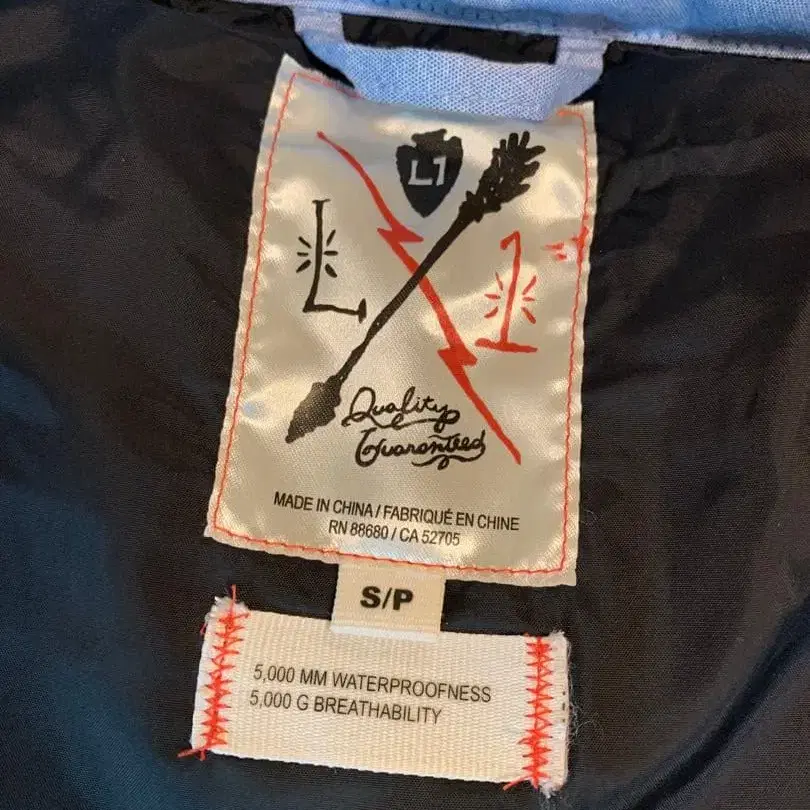 L1
L 1
Quality
Guaranteed
MADE IN CHINA / FABRIQUÉ EN CHINE
RN 88680 / CA 52705
S/P
5,000 MM WATERPROOFNESS
5,000 G BREATHABILITY